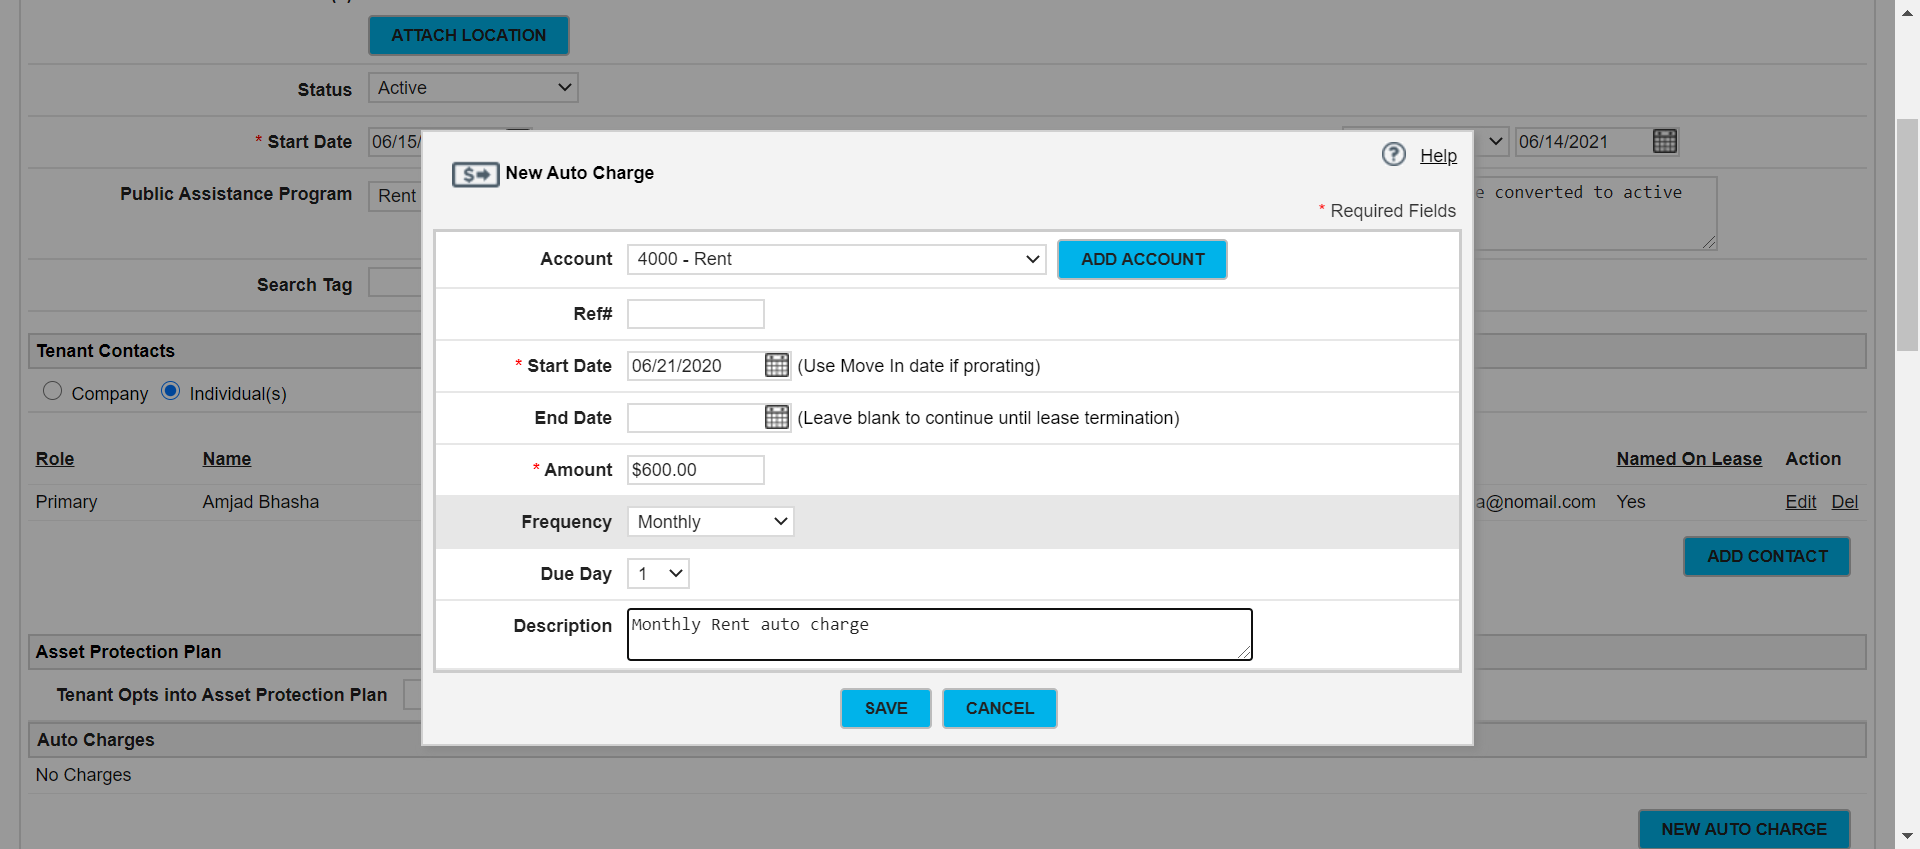 ATTACH LOCATION
Status Active
* Start Date 06/15/
06/14/2021
Public Assistance Program Rent
converted to active
Search Tag
New Auto Charge
? Help
* Required Fields
Account 4000 - Rent ADD ACCOUNT
Ref#
* Start Date 06/21/2020 (Use Move In date if prorating)
End Date (Leave blank to continue until lease termination)
* Amount $600.00
Frequency Monthly
Due Day 1
Description Monthly Rent auto charge
SAVE CANCEL
Tenant Contacts
Company Individual(s)
Role Name Named On Lease Action
Primary Amjad Bhasha a@nomail.com Yes Edit Del
ADD CONTACT
Asset Protection Plan
Tenant Opts into Asset Protection Plan
Auto Charges
No Charges
NEW AUTO CHARGE